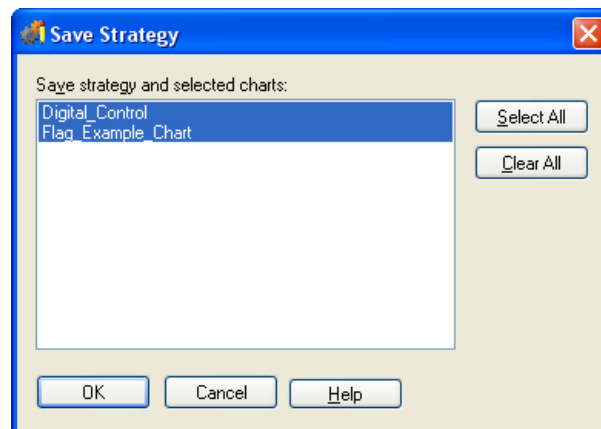 Save Strategy
Save strategy and selected charts:
Digital_Control
Flag_Example_Chart
Select All
Clear All
OK
Cancel
Help